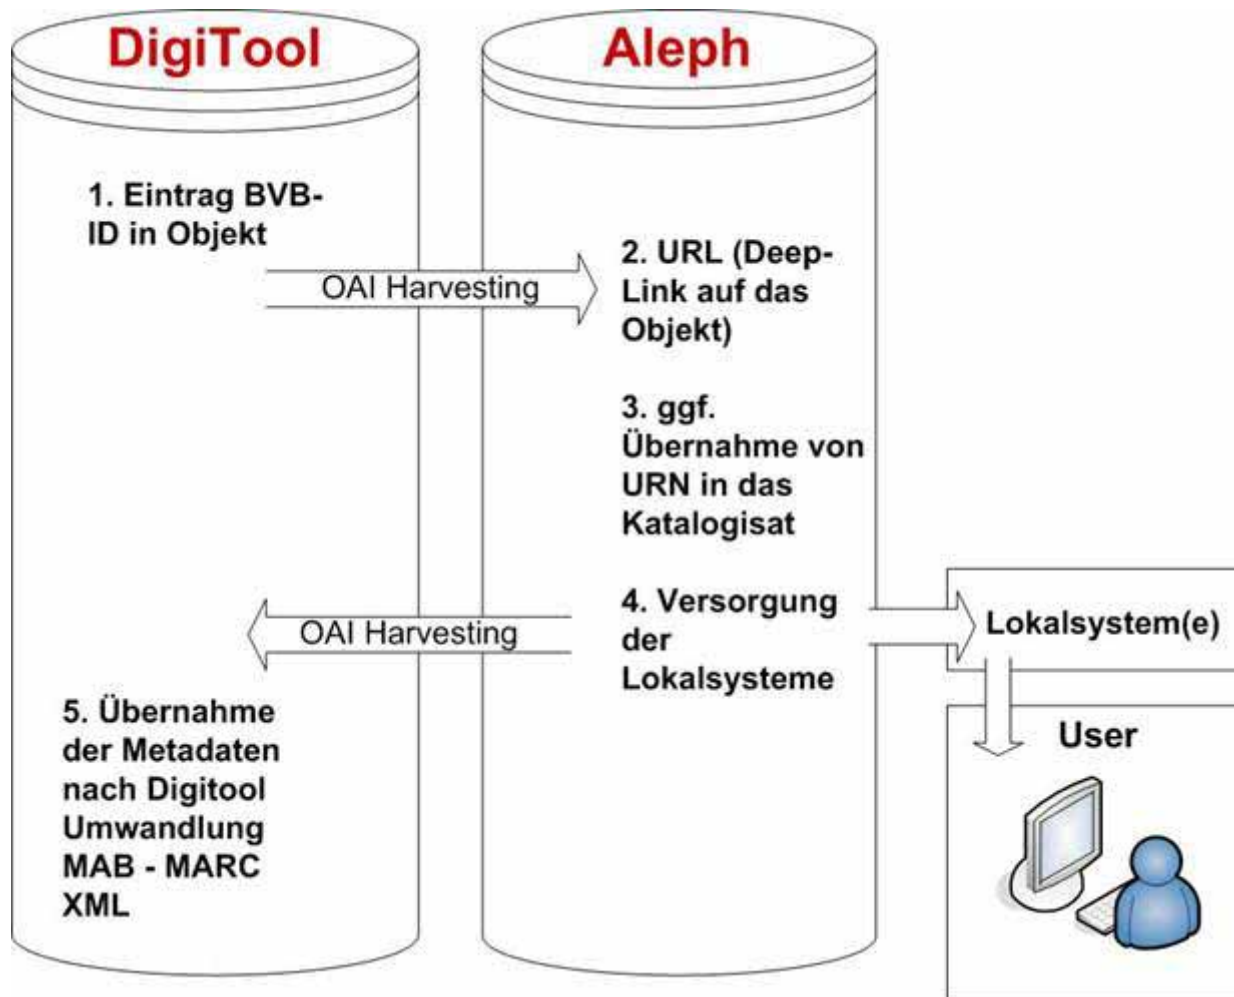 DigiTool
Aleph
1. Eintrag BVB-
ID in Objekt
OAI Harvesting
2. URL (Deep-
Link auf das
Objekt)
3. ggf.
Übernahme von
URN in das
Katalogisat
4. Versorgung
der
Lokalsysteme
Lokalsystem(e)
OAI Harvesting
5. Übernahme
der Metadaten
nach Digitool
Umwandlung
MAB - MARC
XML
User